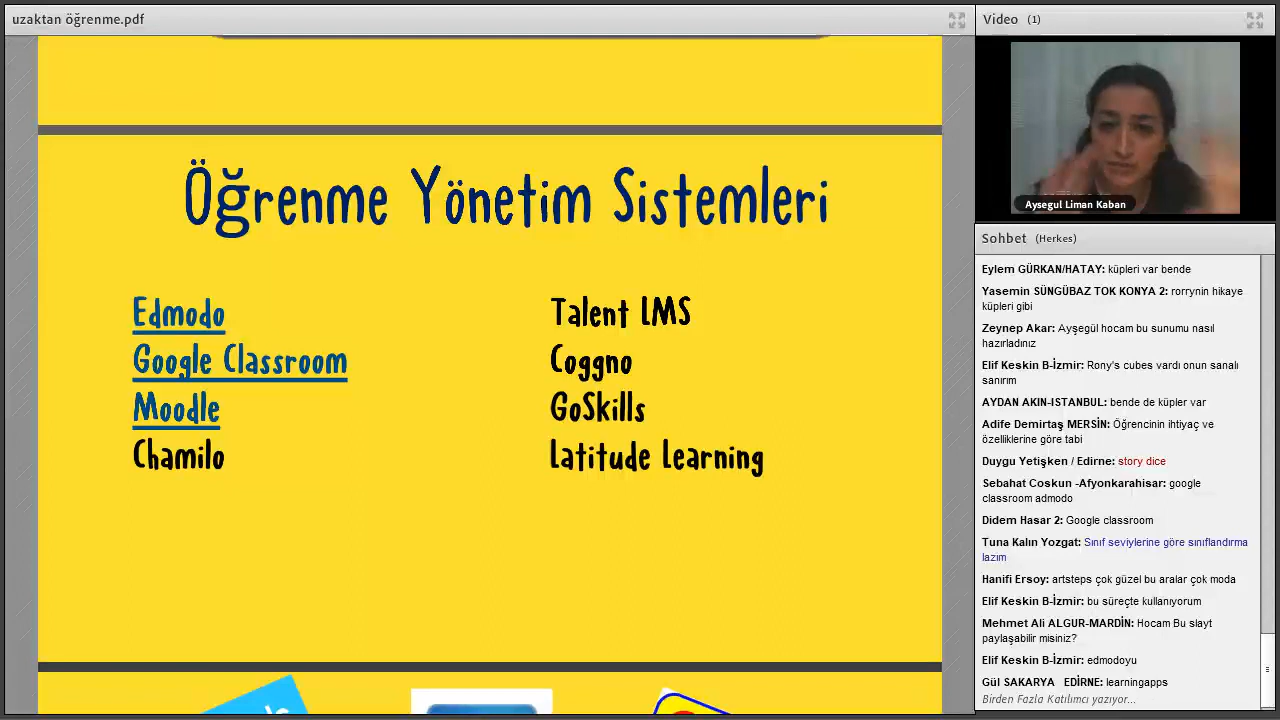 uzaktan öğrenme.pdf
Öğrenme Yönetim Sistemleri
Edmodo
Google Classroom
Moodle
Chamilo
Talent LMS
Coggno
GoSkills
Latitude Learning
Video (1)
Aysegul Liman Kaban
Sohbet (Herkes)
Eylem GÜRKAN/HATAY: küpleri var bende
Yasemin SÜNGÜBAZ TOK KONYA 2: rorrynin hikaye
küpleri gibi
Zeynep Akar: Ayşegül hocam bu sunumu nasıl
hazırladınız
Elif Keskin B-İzmir: Rony's cubes vardı onun sanalı
sanırım
AYDAN AKIN-ISTANBUL: bende de küpler var
Adife Demirtaş MERSİN: Öğrencinin ihtiyaç ve
özelliklerine göre tabi
Duygu Yetişken / Edirne: story dice
Sebahat Coskun -Afyonkarahisar: google
classroom admodo
Didem Hasar 2: Google classroom
Tuna Kalın Yozgat: Sınıf seviylerine göre sınıflandırma
lazım
Hanifi Ersoy: artsteps çok güzel bu aralar çok moda
Elif Keskin B-İzmir: bu süreçte kullanıyorum
Mehmet Ali ALGUR-MARDİN: Hocam Bu slayt
paylaşabilir misiniz?
Elif Keskin B-İzmir: edmodoyu
Gül SAKARYA EDİRNE: learningapps
Birden Fazla Katılımcı yazıyor...